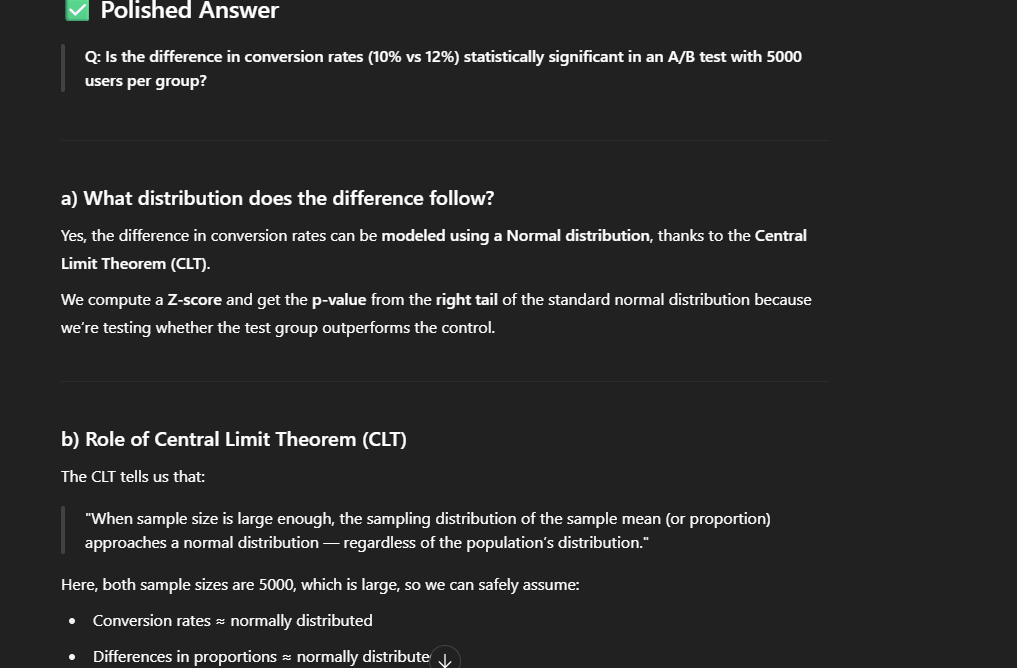 Polished Answer
Q: Is the difference in conversion rates (10% vs 12%) statistically significant in an A/B test with 5000
users per group?
a) What distribution does the difference follow?
Yes, the difference in conversion rates can be modeled using a Normal distribution, thanks to the Central
Limit Theorem (CLT).
We compute a Z-score and get the p-value from the right tail of the standard normal distribution because
we’re testing whether the test group outperforms the control.
b) Role of Central Limit Theorem (CLT)
The CLT tells us that:
"When sample size is large enough, the sampling distribution of the sample mean (or proportion)
approaches a normal distribution — regardless of the population’s distribution."
Here, both sample sizes are 5000, which is large, so we can safely assume:
• Conversion rates ≈ normally distributed
• Differences in proportions ≈ normally distribute